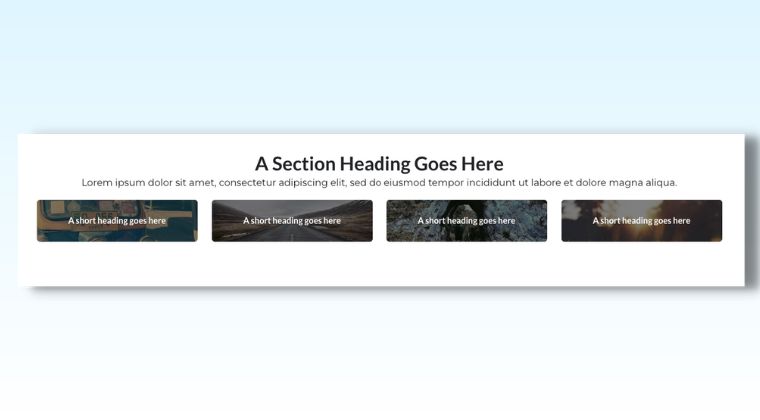 A Section Heading Goes Here
Lorem ipsum dolor sit amet, consectetur adipiscing elit, sed do eiusmod tempor incididunt ut labore et dolore magna aliqua.
A short heading goes here
A short heading goes here
A short heading goes here
A short heading goes here